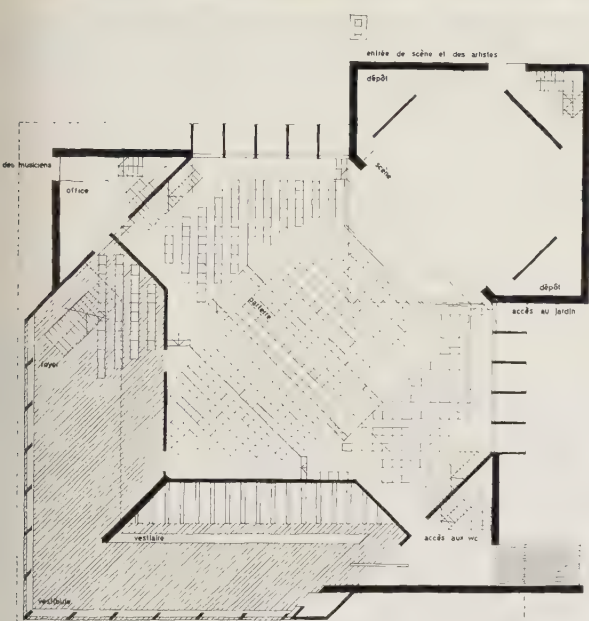 entrée de scène et des artistes
dépôt
des musiciens
scène
office
parterre
dépôt
accès au jardin
foyer
vestiaire
accès aux wc
vestibule